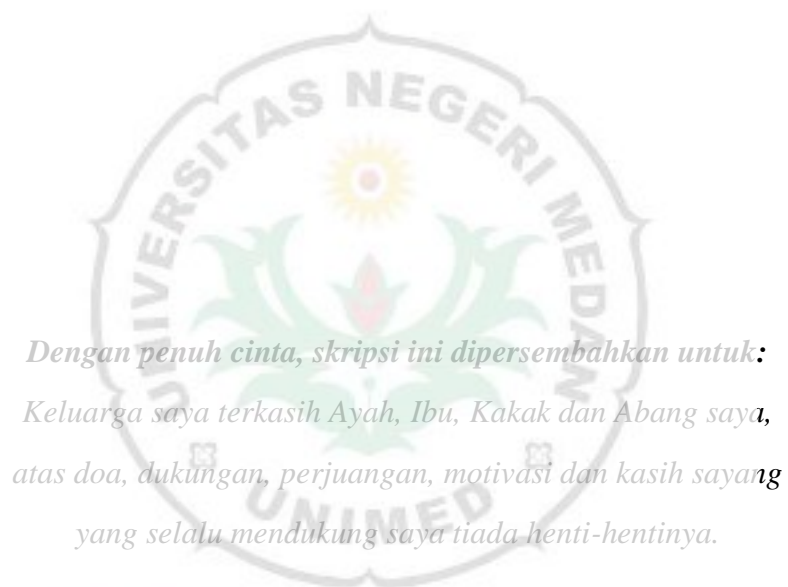 UNIVERSITAS NEGERI MEDAN
Dengan penuh cinta, skripsi ini dipersembahkan untuk:
Keluarga saya terkasih Ayah, Ibu, Kakak dan Abang saya,
atas doa, dukungan, perjuangan, motivasi dan kasih sayang
yang selalu mendukung saya tiada henti-hentinya.
UNIMED